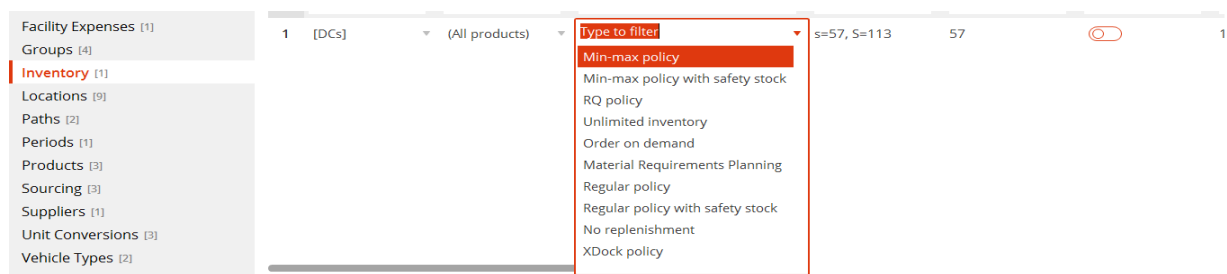 Facility Expenses [1]
Groups [4]
Inventory [1]
Locations [9]
Paths [2]
Periods [1]
Products [3]
Sourcing [3]
Suppliers [1]
Unit Conversions [3]
Vehicle Types [2]
1 [DCs] (All products) Type to filter s=57, S=113 57 1
Min-max policy
Min-max policy with safety stock
RQ policy
Unlimited inventory
Order on demand
Material Requirements Planning
Regular policy
Regular policy with safety stock
No replenishment
XDock policy